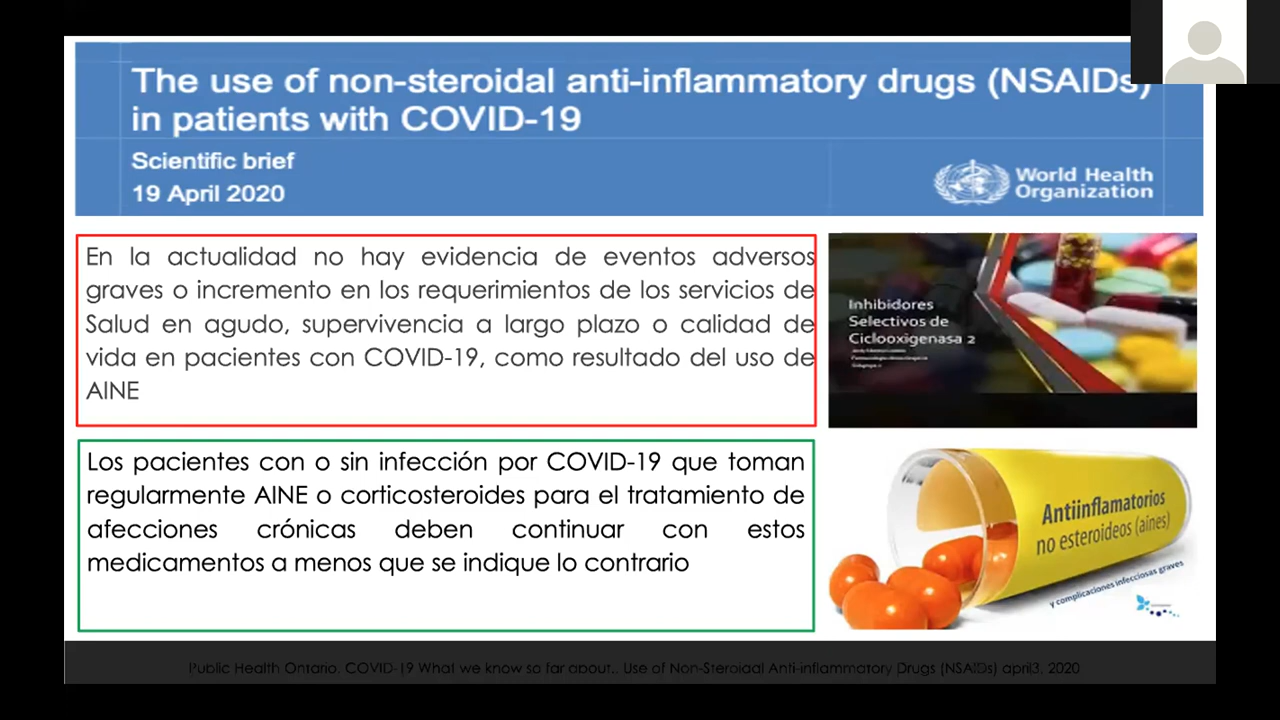 The use of non-steroidal anti-inflammatory drugs (NSAIDs)
in patients with COVID-19
Scientific brief
19 April 2020
World Health
Organization
En la actualidad no hay evidencia de eventos adversos
graves o incremento en los requerimientos de los servicios de
Salud en agudo, supervivencia a largo plazo o calidad de
vida en pacientes con COVID-19, como resultado del uso de
AINE
Inhibidores
Selectivos de
Ciclooxigenasa 2
Los pacientes con o sin infección por COVID-19 que toman
regularmente AINE o corticosteroides para el tratamiento de
afecciones crónicas deben continuar con estos
medicamentos a menos que se indique lo contrario
Antiinflamatorios
no esteroideos (aines)
y complicaciones infecciosas graves
Public Health Ontario. COVID-19 What we know so far about.. Use of Non-Steroidal Anti-inflammatory Drugs (NSAIDs) april3, 2020